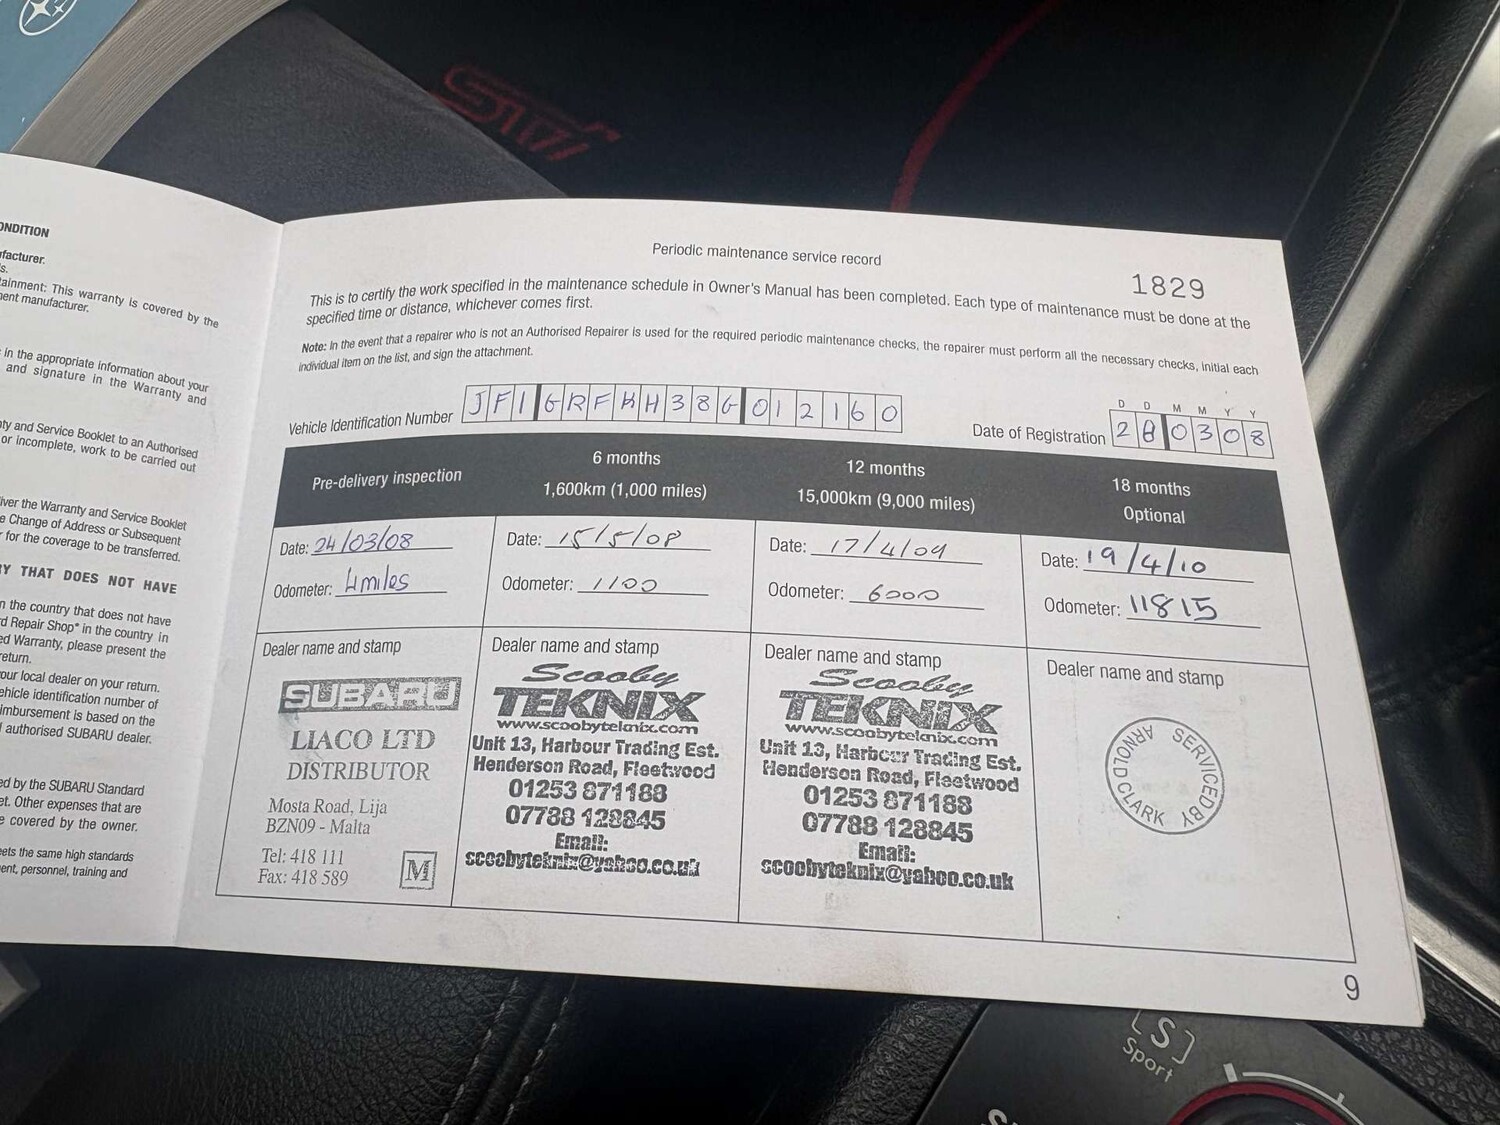 ONDITION
facturer.
s.
tainment: This warranty is covered by the
ment manufacturer.
in the appropriate information about your
and signature in the Warranty and
ty and Service Booklet to an Authorised
or incomplete, work to be carried out
iver the Warranty and Service Booklet
e Change of Address or Subsequent
for the coverage to be transferred.
Y THAT DOES NOT HAVE
n the country that does not have
d Repair Shop* in the country in
ed Warranty, please present the
return.
our local dealer on your return.
ehicle identification number of
imbursement is based on the
authorised SUBARU dealer.
ed by the SUBARU Standard
et. Other expenses that are
e covered by the owner.
eets the same high standards
ent, personnel, training and
STI
Periodic maintenance service record
1829
This is to certify the work specified in the maintenance schedule in Owner's Manual has been completed. Each type of maintenance must be done at the
specified time or distance, whichever comes first.
Note: In the event that a repairer who is not an Authorised Repairer is used for the required periodic maintenance checks, the repairer must perform all the necessary checks, initial each
individual item on the list, and sign the attachment.
Vehicle Identification Number JF1GRFKH38G012160
D D M M Y Y
Date of Registration 280308
Pre-delivery inspection
Date: 24/03/08
Odometer: 4miles
Dealer name and stamp
SUBARU
LIACO LTD
DISTRIBUTOR
Mosta Road, Lija
BZN09 - Malta
Tel: 418 111
Fax: 418 589
M
6 months
1,600km (1,000 miles)
Date: 15/5/08
Odometer: 1100
Dealer name and stamp
Scooby
TEKNIX
www.scoobyteknix.com
Unit 13, Harbour Trading Est.
Henderson Road, Fleetwood
01253 871188
07788 128845
Email:
scoobyteknix@yahoo.co.uk
12 months
15,000km (9,000 miles)
Date: 17/4/09
Odometer: 6000
Dealer name and stamp
Scooby
TEKNIX
www.scoobyteknix.com
Unit 13, Harbour Trading Est.
Henderson Road, Fleetwood
01253 871188
07788 128845
Email:
scoobyteknix@yahoo.co.uk
18 months
Optional
Date: 19/4/10
Odometer: 11815
Dealer name and stamp
SERVICED BY
ARNOLD CLARK
9
[S]
Sport